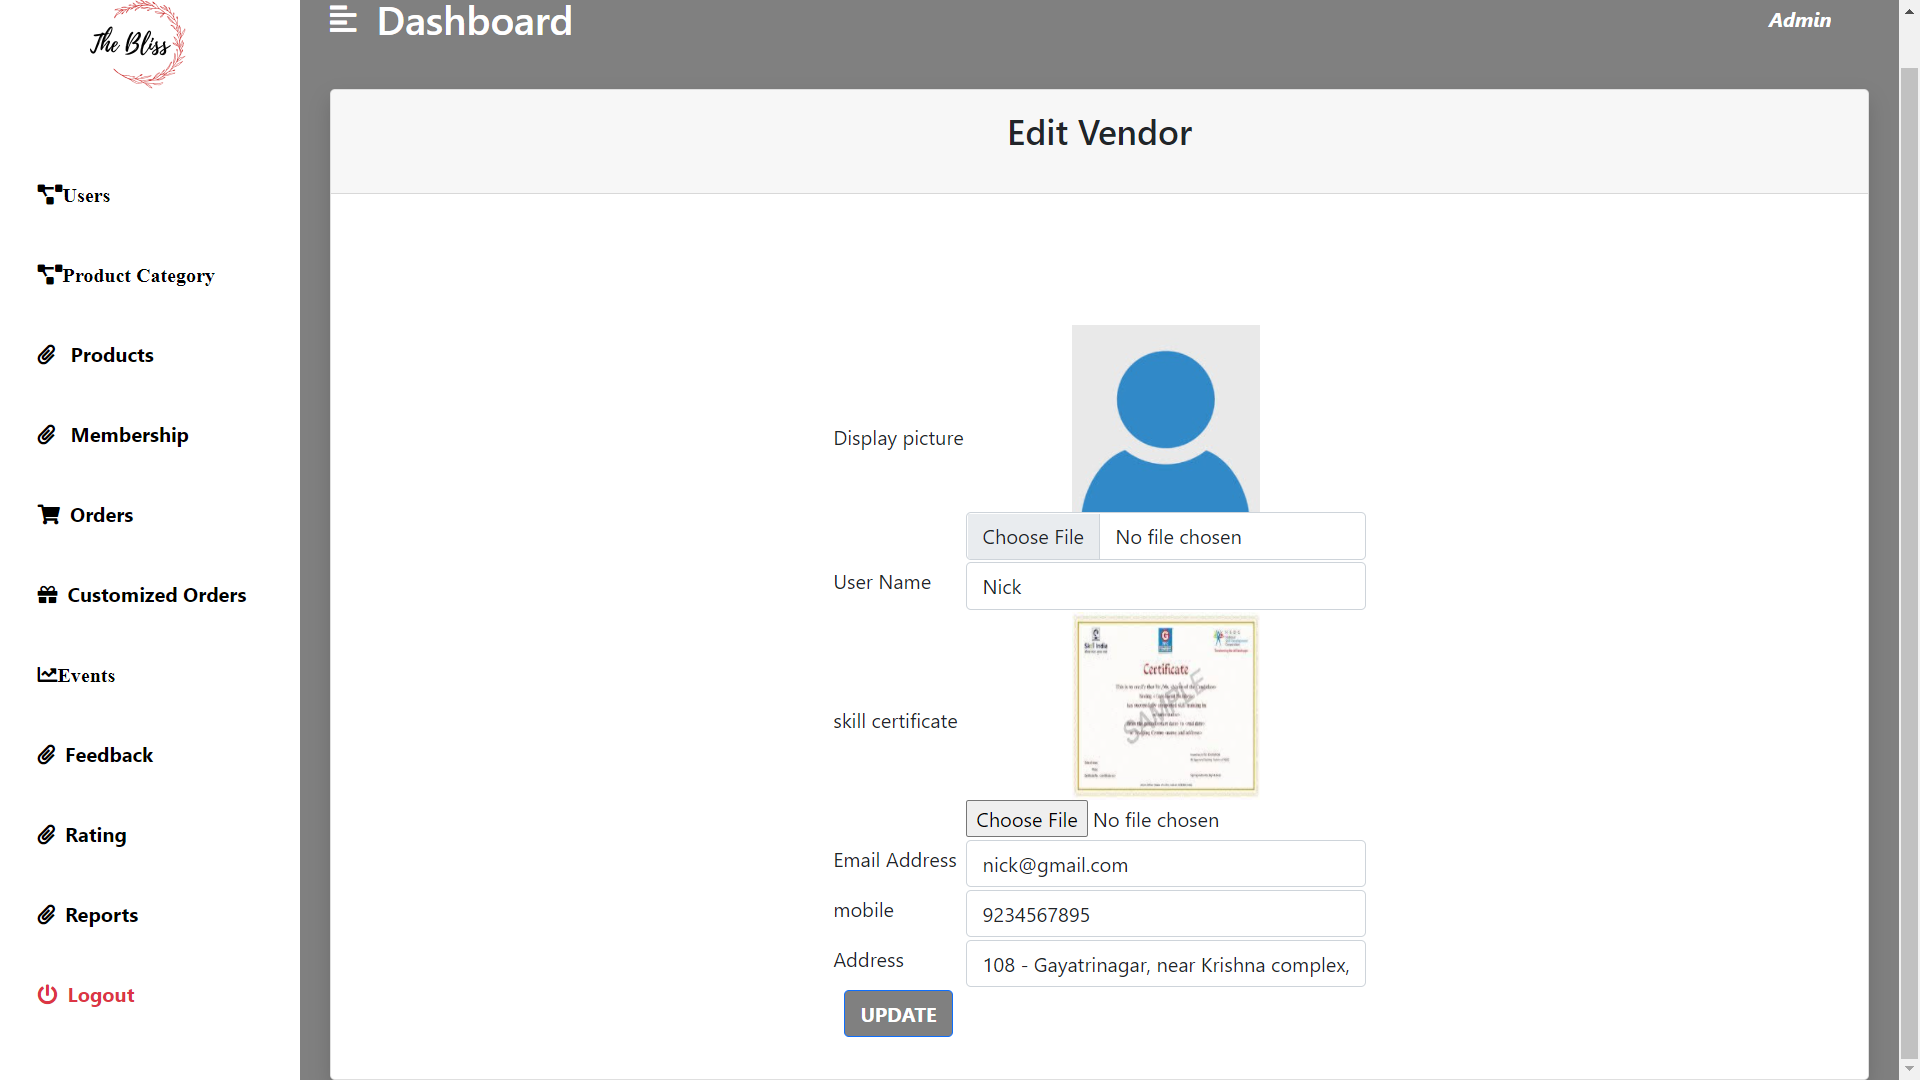 The Bliss
Dashboard
Admin
Edit Vendor
Users
Product Category
Products
Membership
Orders
Customized Orders
Events
Feedback
Rating
Reports
Logout
Display picture
Choose File No file chosen
User Name Nick
skill certificate
Skill India
Certificate
SAMPLE
Choose File No file chosen
Email Address nick@gmail.com
mobile 9234567895
Address 108 - Gayatrinagar, near Krishna complex,
UPDATE